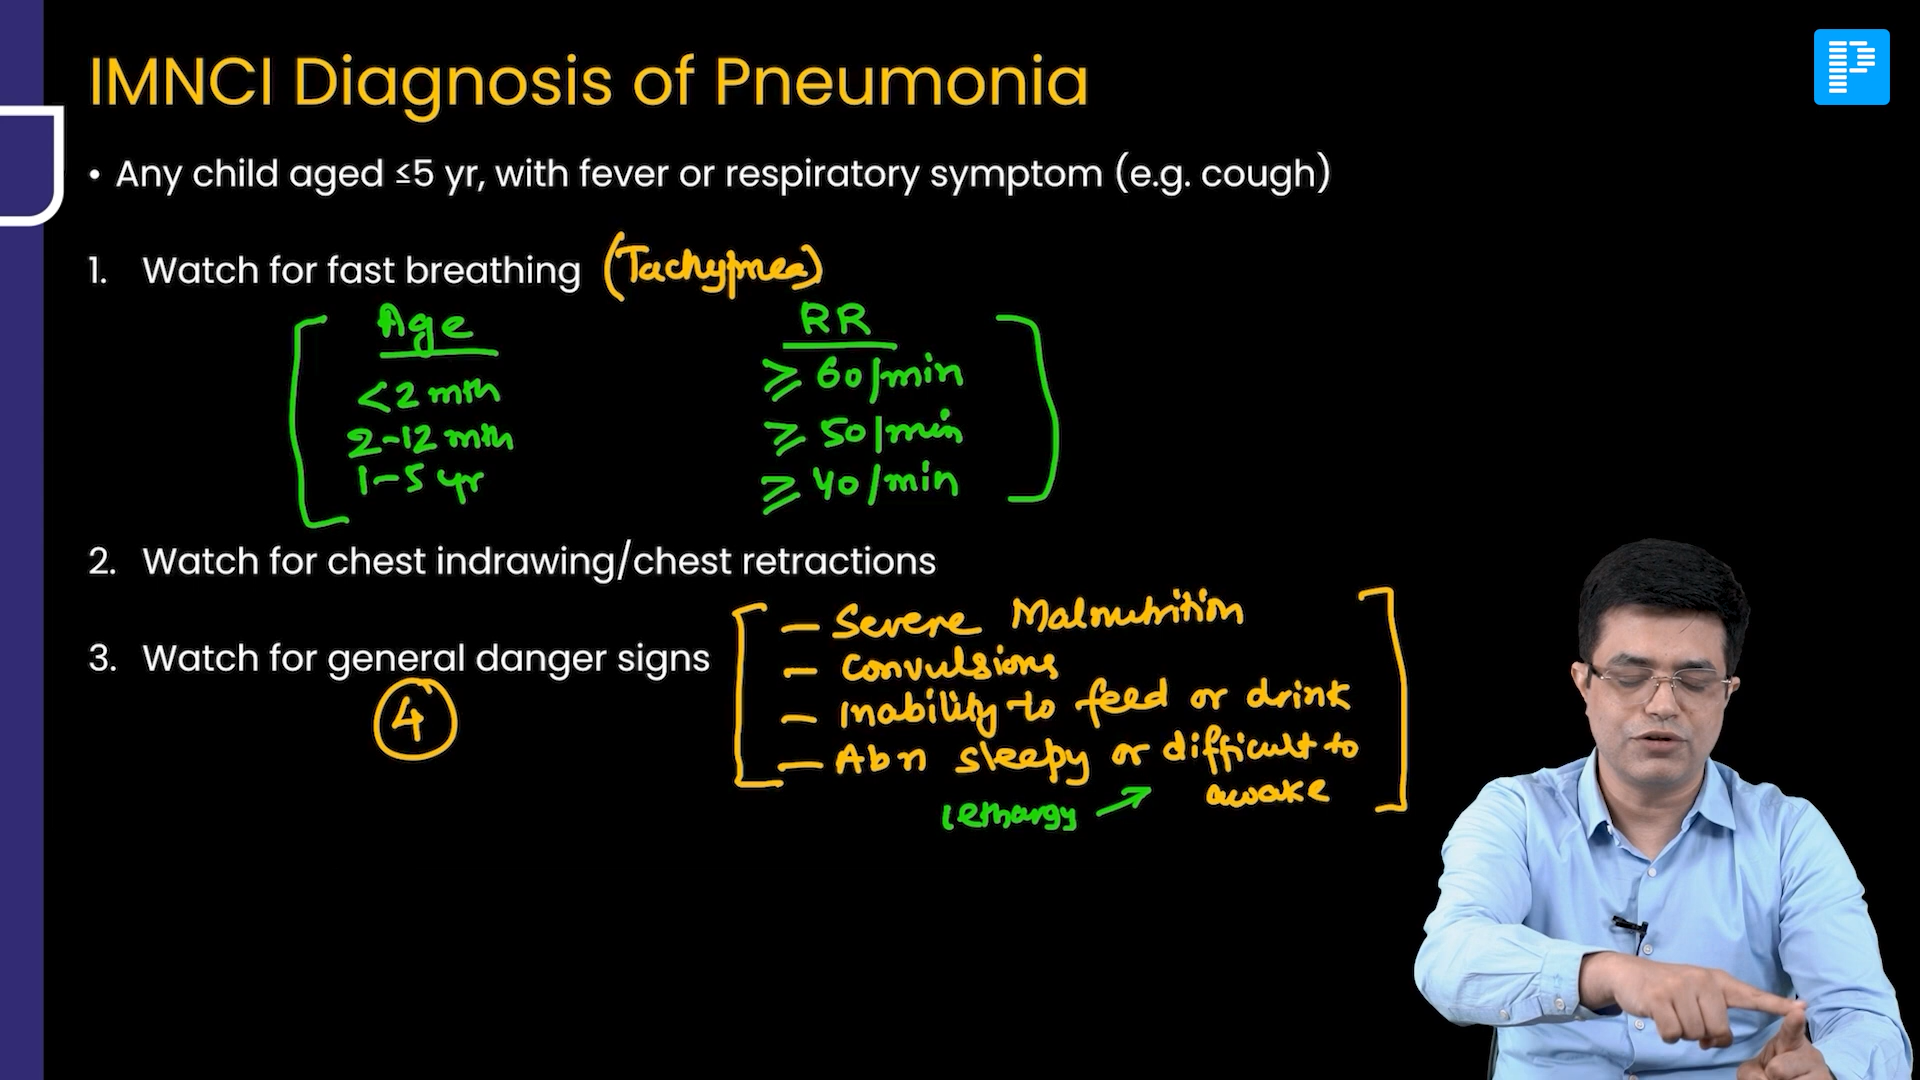 IMNCI Diagnosis of Pneumonia
• Any child aged ≤5 yr, with fever or respiratory symptom (e.g. cough)
1. Watch for fast breathing (Tachypnea)
Age RR
<2 mth ≥ 60/min
2-12 mth ≥ 50/min
1-5 yr ≥ 40/min
2. Watch for chest indrawing/chest retractions
3. Watch for general danger signs
4
— Severe Malnutrition
— Convulsions
— Inability to feed or drink
— Abn sleepy or difficult to
awake
Lethargy →